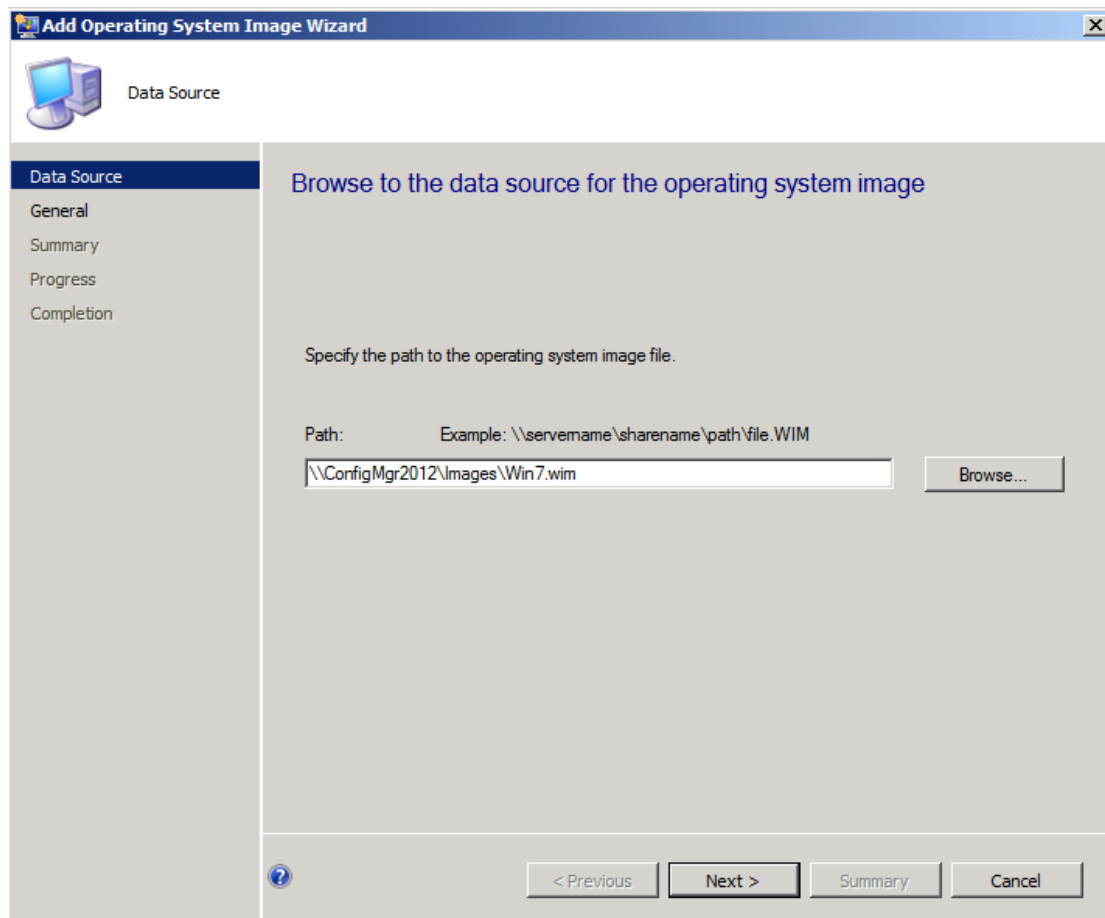 Add Operating System Image Wizard
Data Source
Data Source
General
Summary
Progress
Completion
Browse to the data source for the operating system image
Specify the path to the operating system image file.
Path: Example: \\servername\sharename\path\file.WIM
\\ConfigMgr2012\Images\Win7.wim
Browse...
< Previous
Next >
Summary
Cancel